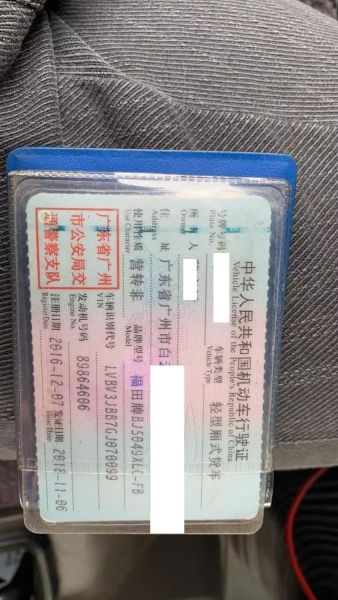 中华人民共和国机动车行驶证
Vehicle License of the People's Republic of China
号牌号码
Plate No.
车辆类型 轻型厢式货车
Vehicle Type
所有人
Owner
住址 广东省广州市白云
Address
使用性质 营转非
Use Character
品牌型号 福田牌BJ5049XLC-FB
Model
广东省广州
市公安局交
通警察支队
车辆识别代号 LVBV3JBB7GJ070099
VIN
发动机号码 89864606
Engine No.
注册日期 2016-12-07
Register Date
发证日期 2018-11-06
Issue Date